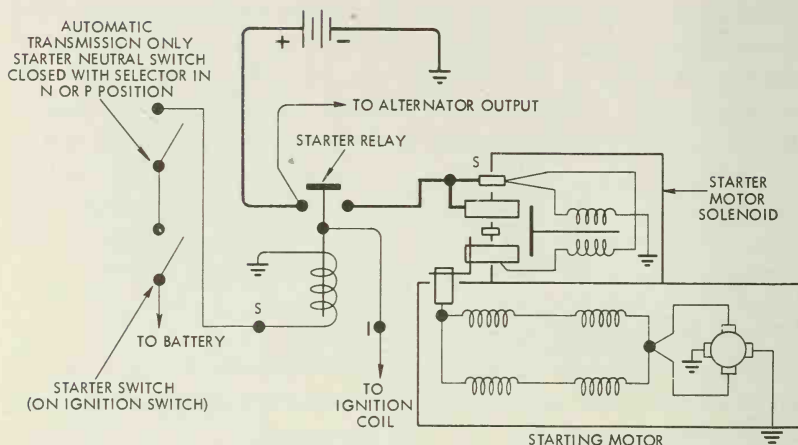 AUTOMATIC
TRANSMISSION ONLY
STARTER NEUTRAL SWITCH
CLOSED WITH SELECTOR IN
N OR P POSITION
+
−
TO ALTERNATOR OUTPUT
STARTER RELAY
S
STARTER
MOTOR
SOLENOID
S
I
TO BATTERY
STARTER SWITCH
(ON IGNITION SWITCH)
TO
IGNITION
COIL
STARTING MOTOR